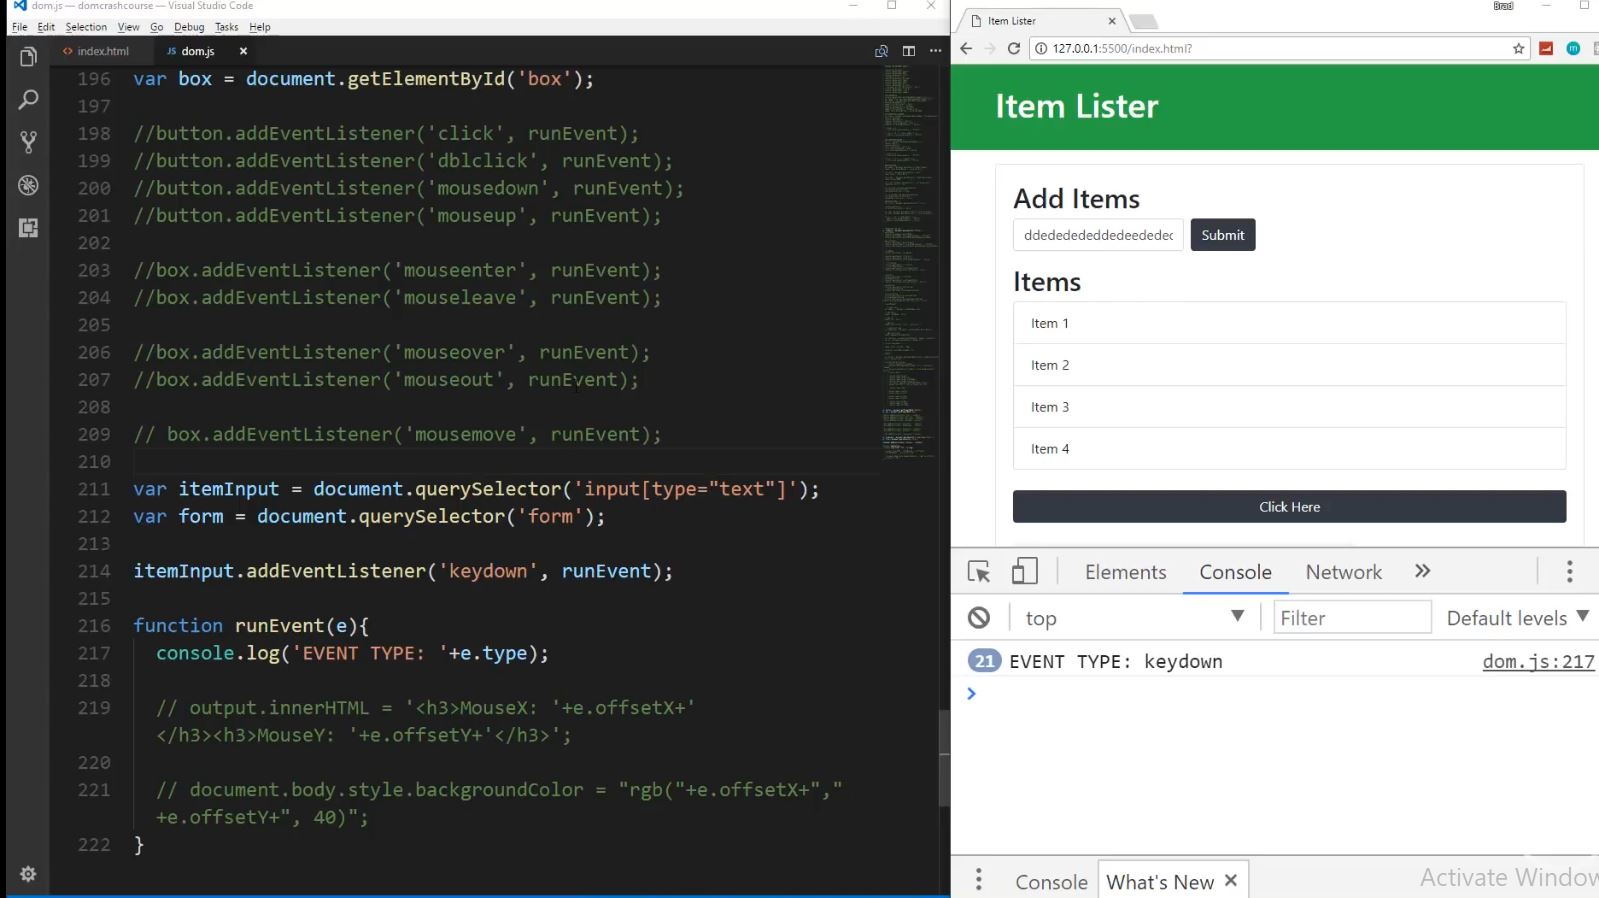 dom.js — domcrashcourse — Visual Studio Code
File Edit Selection View Go Debug Tasks Help
index.html JS dom.js
196 var box = document.getElementById('box');
197
198 //button.addEventListener('click', runEvent);
199 //button.addEventListener('dblclick', runEvent);
200 //button.addEventListener('mousedown', runEvent);
201 //button.addEventListener('mouseup', runEvent);
202
203 //box.addEventListener('mouseenter', runEvent);
204 //box.addEventListener('mouseleave', runEvent);
205
206 //box.addEventListener('mouseover', runEvent);
207 //box.addEventListener('mouseout', runEvent);
208
209 // box.addEventListener('mousemove', runEvent);
210
211 var itemInput = document.querySelector('input[type="text"]');
212 var form = document.querySelector('form');
213
214 itemInput.addEventListener('keydown', runEvent);
215
216 function runEvent(e){
217 console.log('EVENT TYPE: '+e.type);
218
219 // output.innerHTML = '<h3>MouseX: '+e.offsetX+'
</h3><h3>MouseY: '+e.offsetY+'</h3>';
220
221 // document.body.style.backgroundColor = "rgb("+e.offsetX+","
+e.offsetY+", 40)";
222 }
Brad
Item Lister
127.0.0.1:5500/index.html?
Item Lister
Add Items
Submit
Items
Item 1
Item 2
Item 3
Item 4
Click Here
Elements Console Network
top Filter Default levels
21 EVENT TYPE: keydown dom.js:217
Console What's New
Activate Window